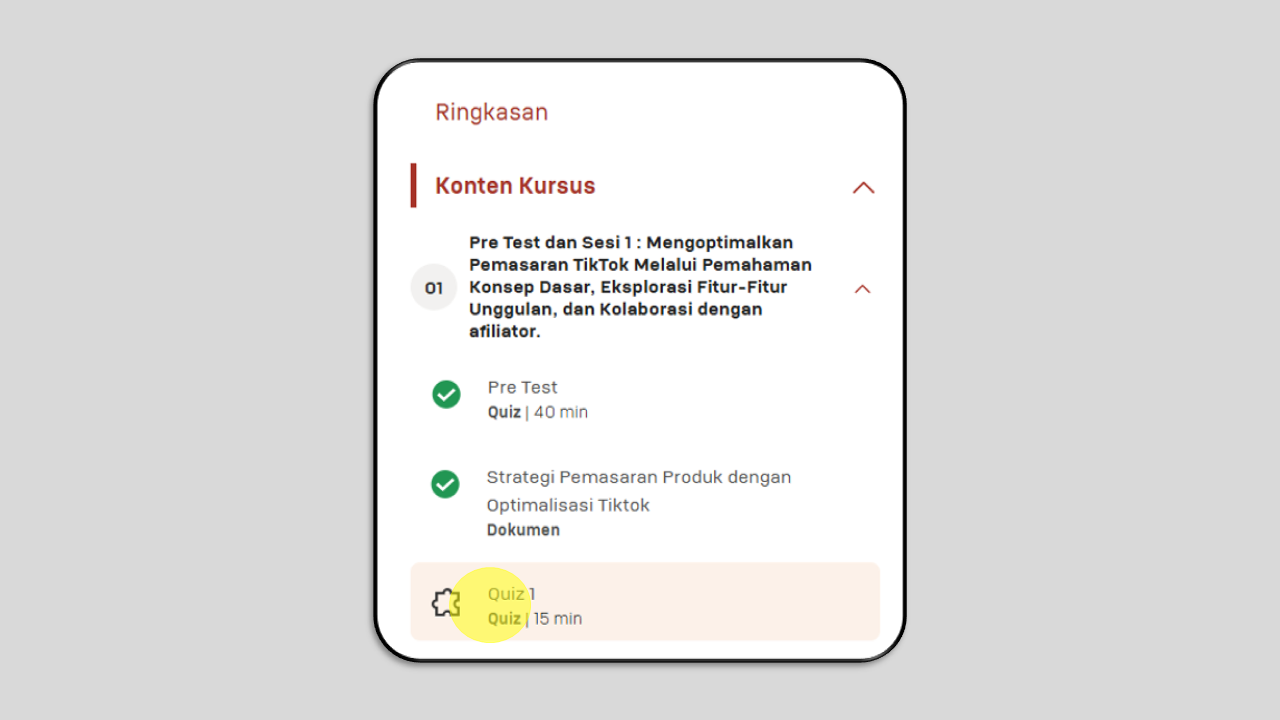 Ringkasan
Konten Kursus
01
Pre Test dan Sesi 1 : Mengoptimalkan
Pemasaran TikTok Melalui Pemahaman
Konsep Dasar, Eksplorasi Fitur-Fitur
Unggulan, dan Kolaborasi dengan
afiliator.
Pre Test
Quiz | 40 min
Strategi Pemasaran Produk dengan
Optimalisasi Tiktok
Dokumen
Quiz 1
Quiz | 15 min